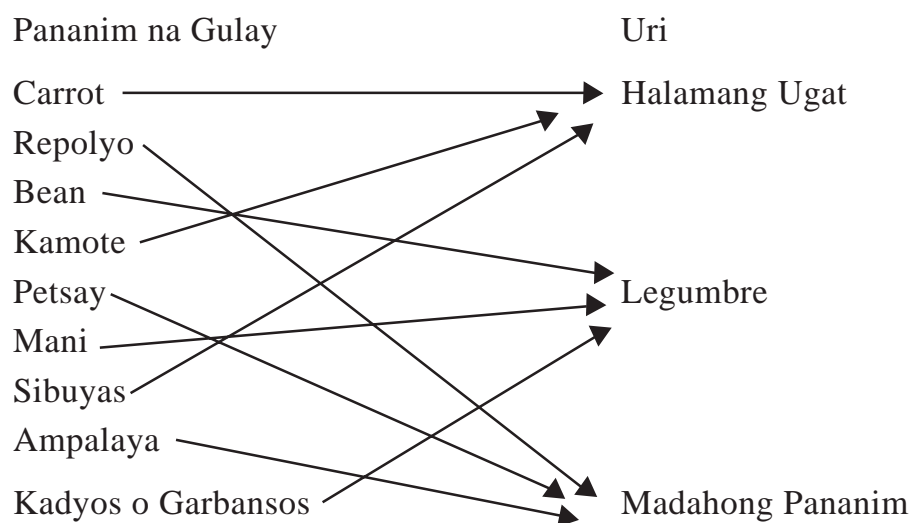 Pananim na Gulay Uri
Carrot Halamang Ugat
Repolyo
Bean
Kamote
Petsay Legumbre
Mani
Sibuyas
Ampalaya
Kadyos o Garbansos Madahong Pananim